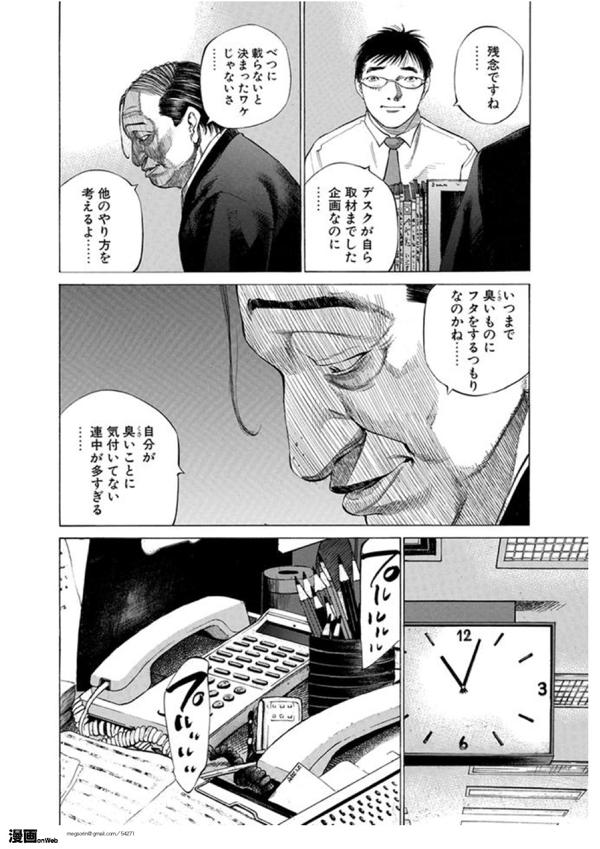 残念ですね
……
デスクが自ら
取材までした
企画なのに
べつに
載らないと
決まったワケ
じゃないさ
……
他のやり方を
考えるよ……
いつまで
臭いものに
フタをするつもり
なのかね……
自分が
臭いことに
気付いてない
連中が多すぎる
……
プルルルル
プルルルル
12
3
6
漫画 on Web
megaorin@gmail.com/54271